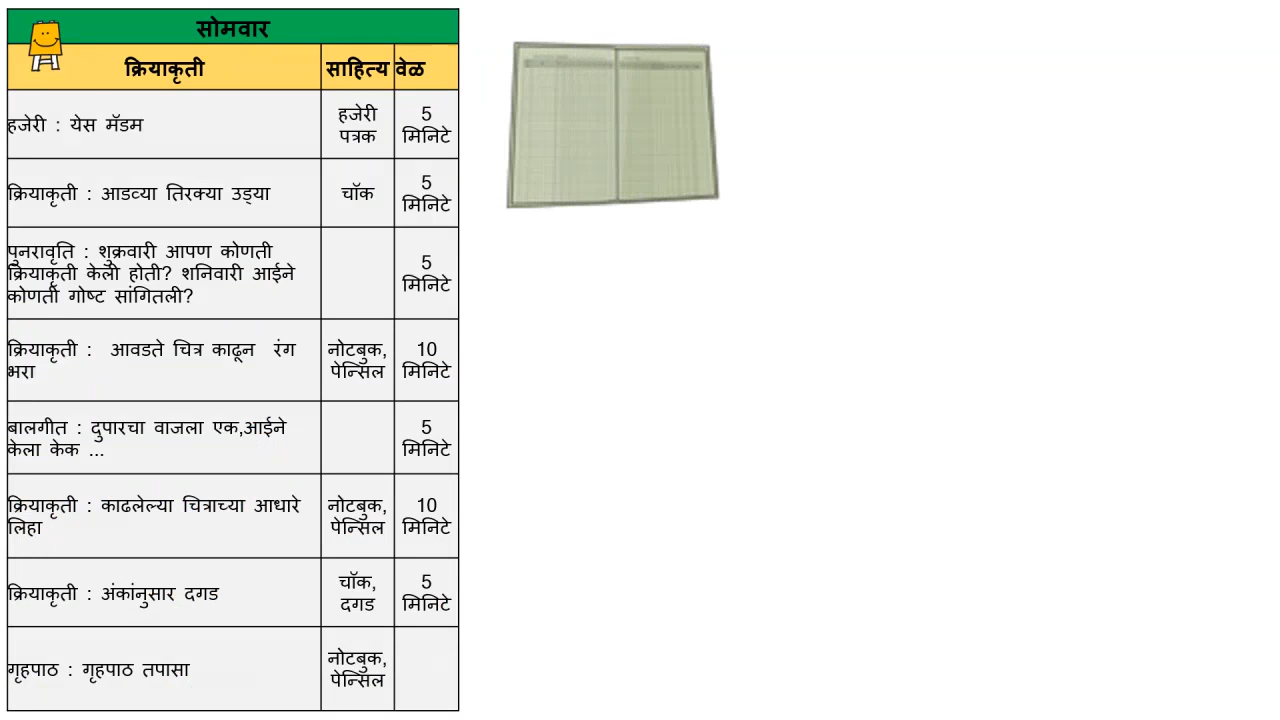 सोमवार
क्रियाकृती साहित्य वेळ
हजेरी : येस मॅडम
हजेरी
पत्रक
5
मिनिटे
क्रियाकृती : आडव्या तिरक्या उड्या
चॉक
5
मिनिटे
पुनरावृति : शुक्रवारी आपण कोणती
क्रियाकृती केली होती? शनिवारी आईने
कोणती गोष्ट सांगितली?
5
मिनिटे
क्रियाकृती : आवडते चित्र काढून रंग
भरा
नोटबुक,
पेन्सिल
10
मिनिटे
बालगीत : दुपारचा वाजला एक,आईने
केला केक ...
5
मिनिटे
क्रियाकृती : काढलेल्या चित्राच्या आधारे
लिहा
नोटबुक,
पेन्सिल
10
मिनिटे
क्रियाकृती : अंकांनुसार दगड
चॉक,
दगड
5
मिनिटे
गृहपाठ : गृहपाठ तपासा
नोटबुक,
पेन्सिल